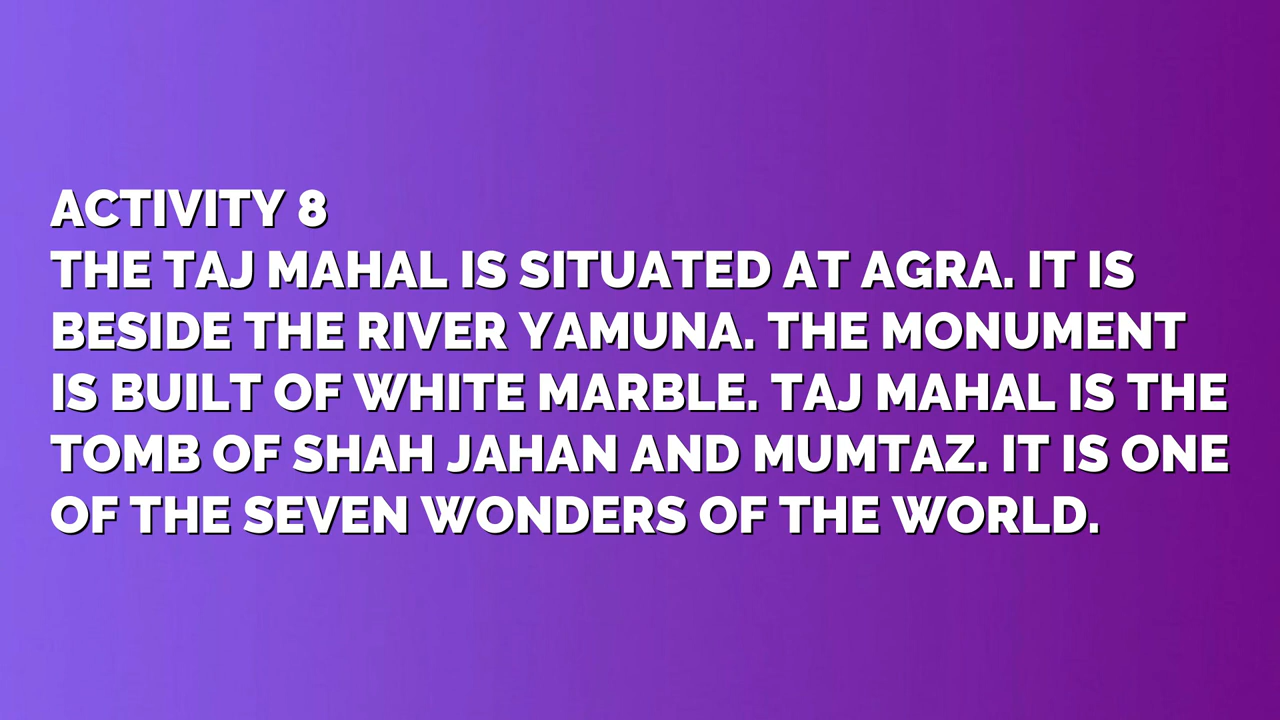 ACTIVITY 8
THE TAJ MAHAL IS SITUATED AT AGRA. IT IS
BESIDE THE RIVER YAMUNA. THE MONUMENT
IS BUILT OF WHITE MARBLE. TAJ MAHAL IS THE
TOMB OF SHAH JAHAN AND MUMTAZ. IT IS ONE
OF THE SEVEN WONDERS OF THE WORLD.